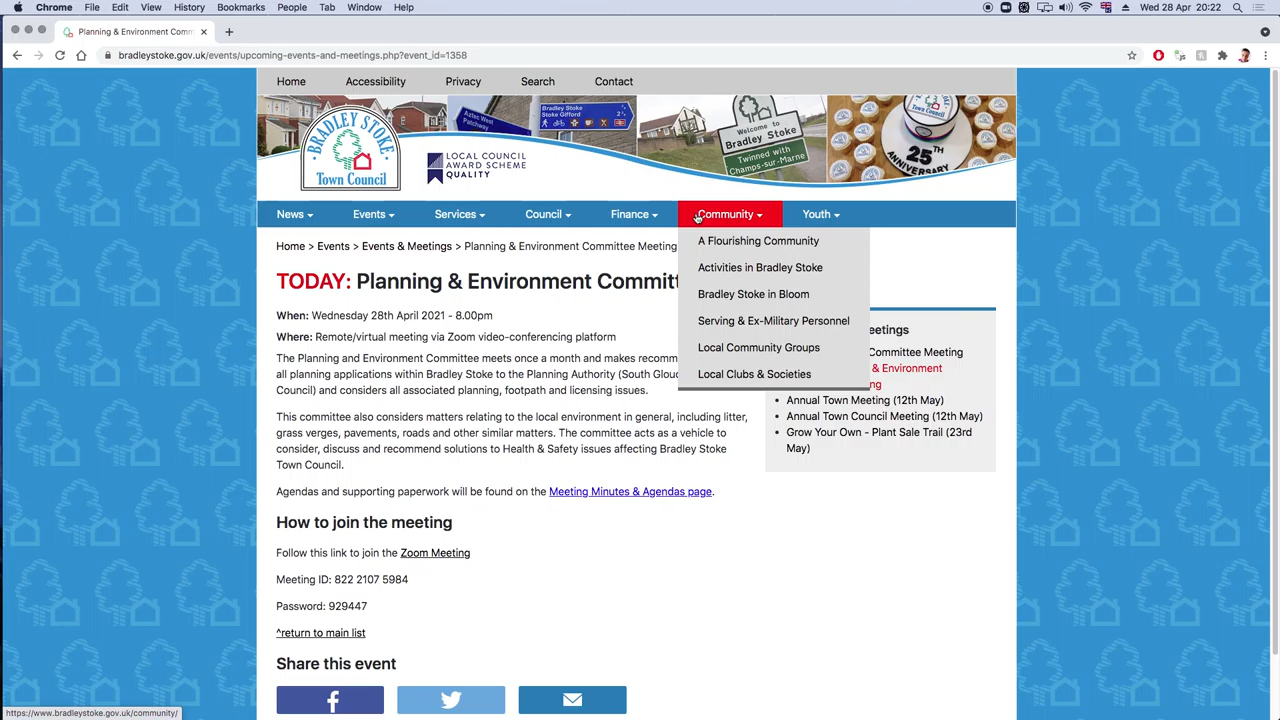 Chrome File Edit View History Bookmarks People Tab Window Help Wed 28 Apr 20:22
Planning & Environment Com
bradleystoke.gov.uk/events/upcoming-events-and-meetings.php?event_id=1358
Home Accessibility Privacy Search Contact
BRADLEY STOKE
Town Council
LOCAL COUNCIL
AWARD SCHEME
QUALITY
Aztec West
Patchway
Bradley Stoke
Stoke Gifford
Welcome to
Bradley Stoke
Twinned with
Champs-sur-Marne
25TH
ANNIVERSARY
News Events Services Council Finance Community Youth
A Flourishing Community
Activities in Bradley Stoke
Bradley Stoke in Bloom
Serving & Ex-Military Personnel
Local Community Groups
Local Clubs & Societies
Home > Events > Events & Meetings > Planning & Environment Committee Meeting
TODAY: Planning & Environment Committ
When: Wednesday 28th April 2021 - 8.00pm
Where: Remote/virtual meeting via Zoom video-conferencing platform
The Planning and Environment Committee meets once a month and makes recomm
all planning applications within Bradley Stoke to the Planning Authority (South Glouc
Council) and considers all associated planning, footpath and licensing issues.
This committee also considers matters relating to the local environment in general, including litter,
grass verges, pavements, roads and other similar matters. The committee acts as a vehicle to
consider, discuss and recommend solutions to Health & Safety issues affecting Bradley Stoke
Town Council.
Agendas and supporting paperwork will be found on the Meeting Minutes & Agendas page.
How to join the meeting
Follow this link to join the Zoom Meeting
Meeting ID: 822 2107 5984
Password: 929447
^return to main list
Share this event
eetings
Committee Meeting
& Environment
ng)
Annual Town Meeting (12th May)
Annual Town Council Meeting (12th May)
Grow Your Own - Plant Sale Trail (23rd
May)
https://www.bradleystoke.gov.uk/community/